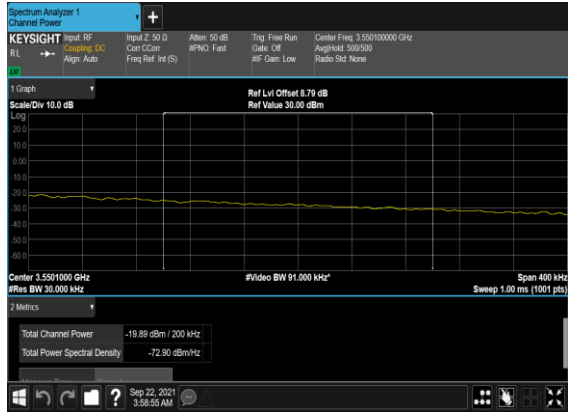 Spectrum Analyzer 1
Channel Power
+
KEYSIGHT Input: RF Input Z: 50 Ω Atten: 50 dB Trig: Free Run Center Freq: 3.550100000 GHz
RL Coupling: DC Corr CCorr #PNO: Fast Gate: Off Avg|Hold: 500/500
Align: Auto Freq Ref: Int (S) #IF Gain: Low Radio Std: None
1 Graph
Ref Lvl Offset 8.79 dB
Scale/Div 10.0 dB Ref Value 30.00 dBm
Log
20.0
10.0
0.00
-10.0
-20.0
-30.0
-40.0
-50.0
-60.0
Center 3.5501000 GHz #Video BW 91.000 kHz* Span 400 kHz
#Res BW 30.000 kHz Sweep 1.00 ms (1001 pts)
2 Metrics
Total Channel Power -19.89 dBm / 200 kHz
Total Power Spectral Density -72.90 dBm/Hz
? Sep 22, 2021
3:58:55 AM